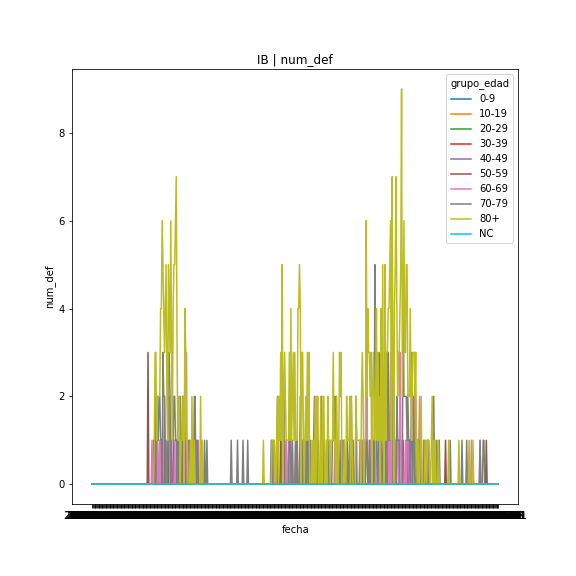 IB | num_def
grupo_edad
0-9
10-19
20-29
30-39
40-49
50-59
60-69
70-79
80+
NC
num_def
8
6
4
2
0
fecha